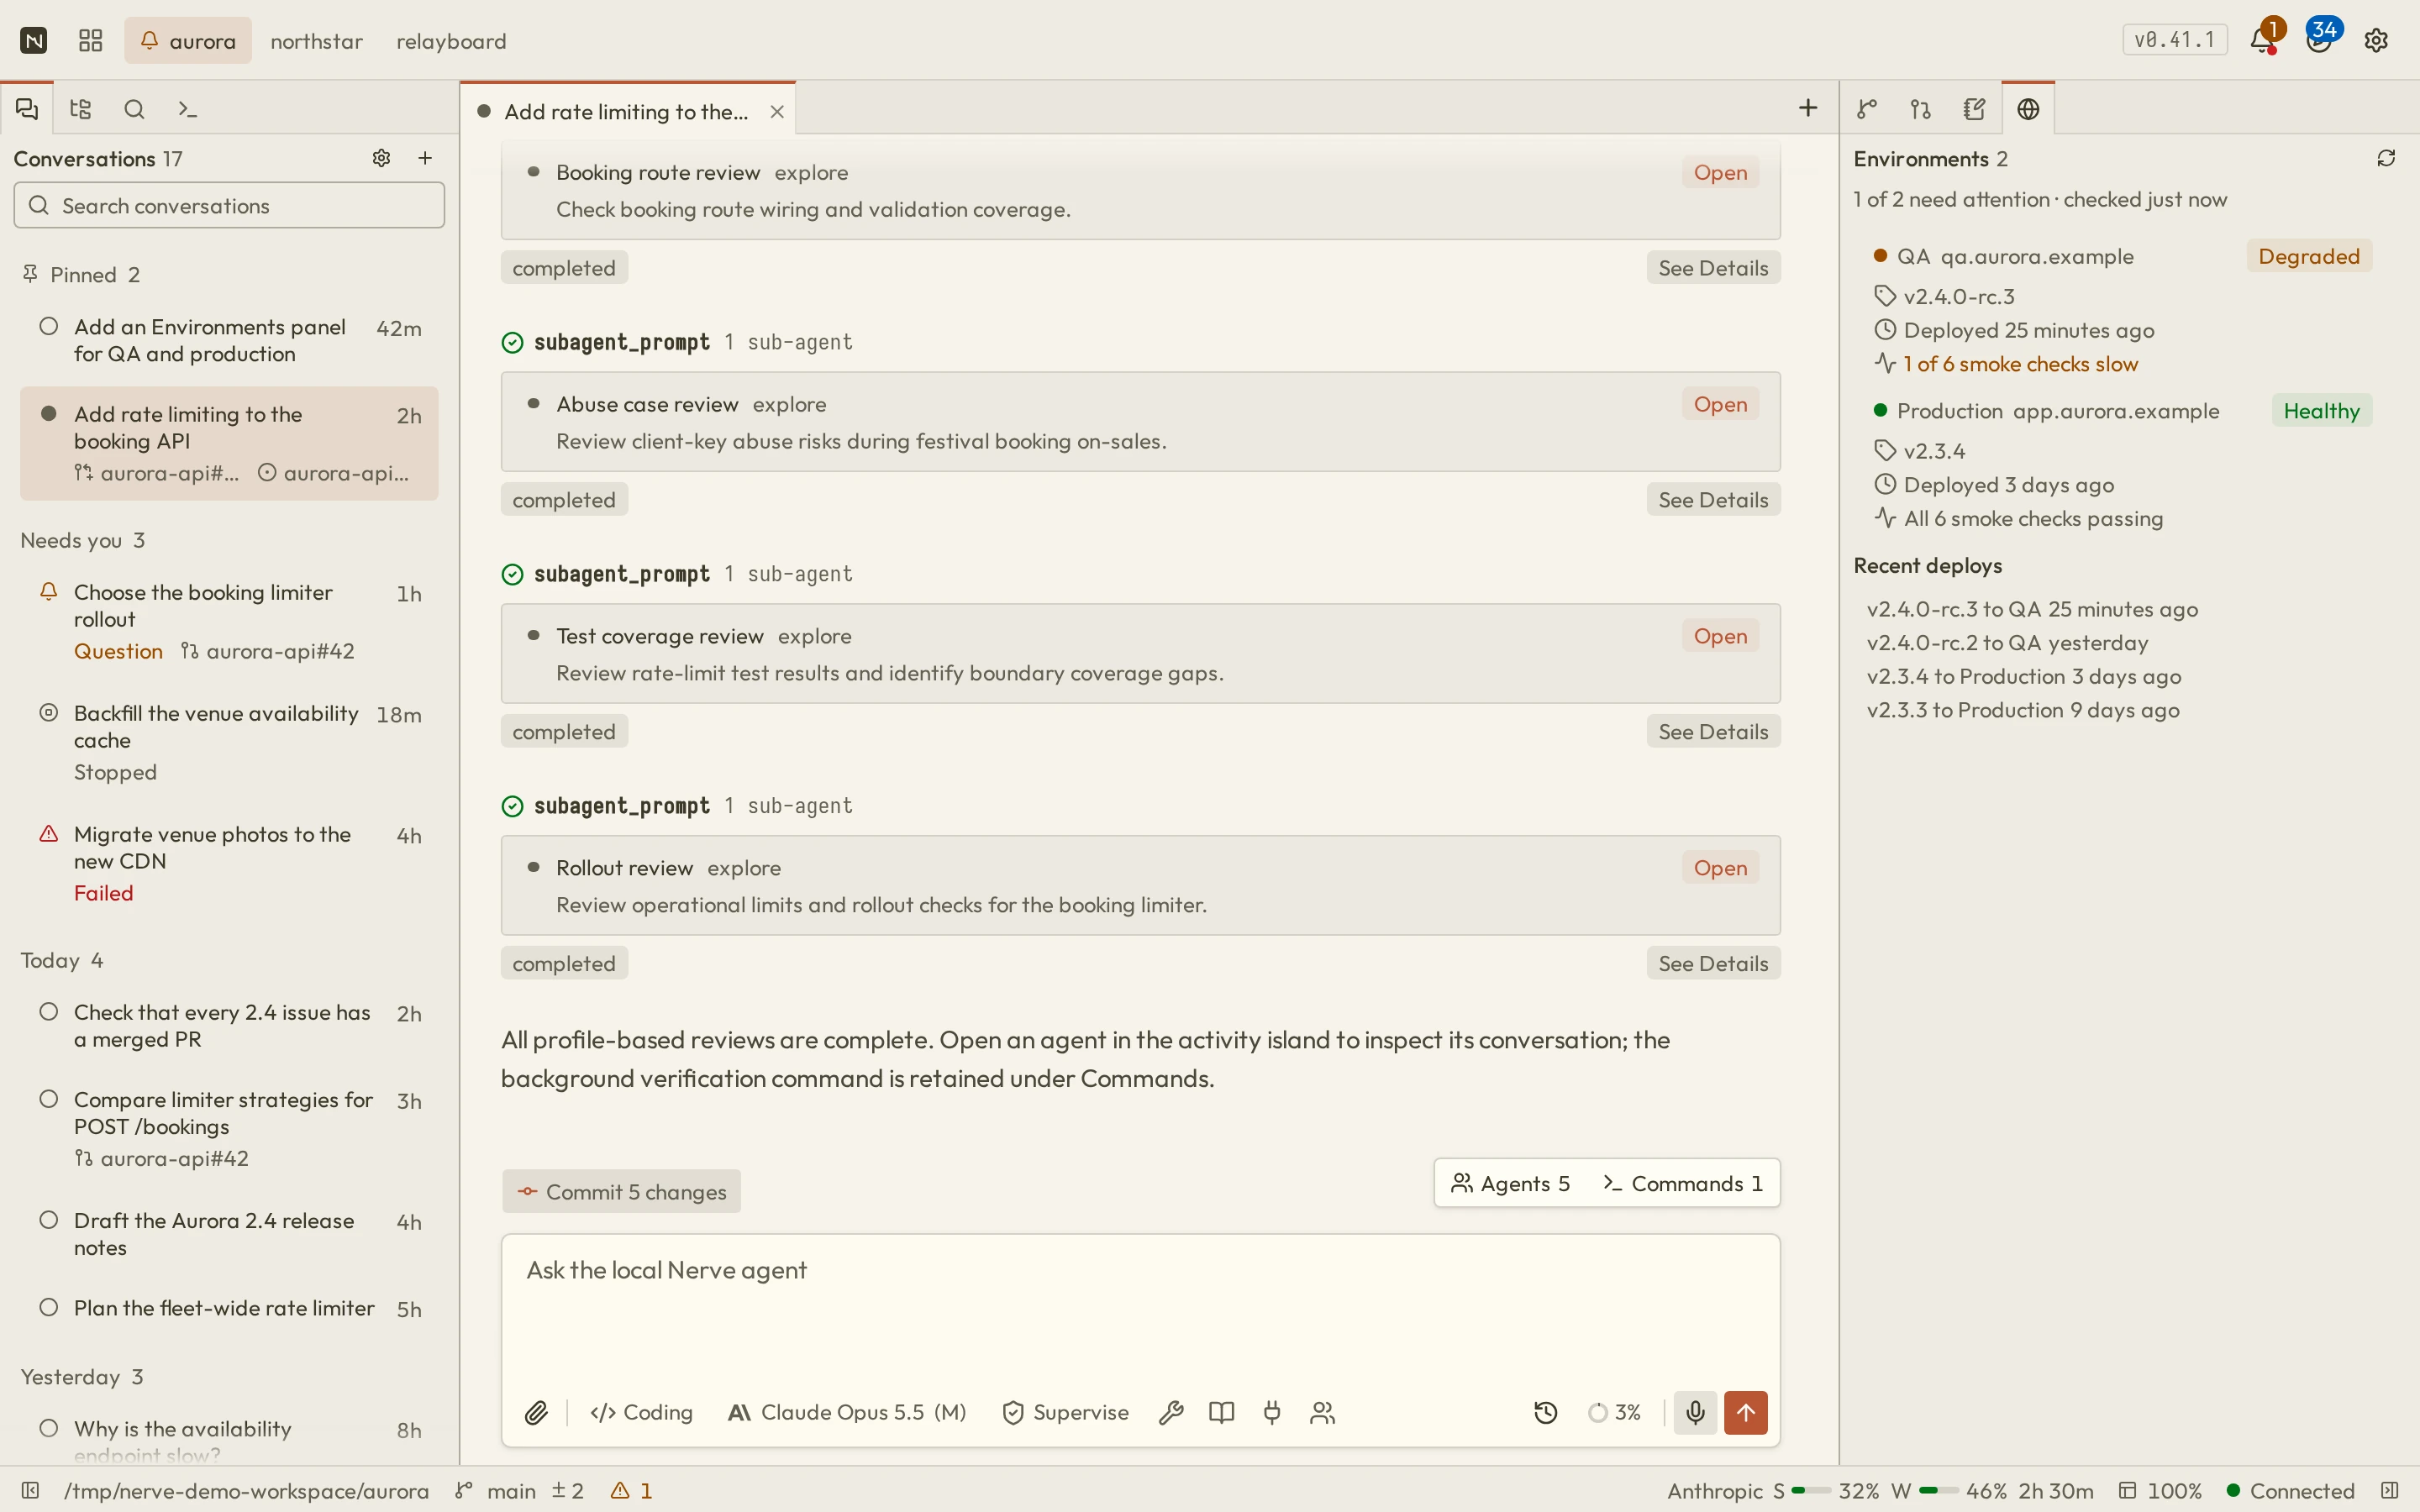 aurora
northstar
relayboard
v0.41.1
1
34
Conversations 17
Search conversations
Pinned 2
Add an Environments panel
for QA and production
42m
Add rate limiting to the
booking API
2h
aurora-api#...
aurora-api...
Needs you 3
Choose the booking limiter
rollout
1h
Question
aurora-api#42
Backfill the venue availability
cache
18m
Stopped
Migrate venue photos to the
new CDN
4h
Failed
Today 4
Check that every 2.4 issue has
a merged PR
2h
Compare limiter strategies for
POST /bookings
3h
aurora-api#42
Draft the Aurora 2.4 release
notes
4h
Plan the fleet-wide rate limiter
5h
Yesterday 3
Why is the availability
endpoint slow?
8h
Add rate limiting to the...
Booking route review explore
Open
Check booking route wiring and validation coverage.
completed
See Details
subagent_prompt 1 sub-agent
Abuse case review explore
Open
Review client-key abuse risks during festival booking on-sales.
completed
See Details
subagent_prompt 1 sub-agent
Test coverage review explore
Open
Review rate-limit test results and identify boundary coverage gaps.
completed
See Details
subagent_prompt 1 sub-agent
Rollout review explore
Open
Review operational limits and rollout checks for the booking limiter.
completed
See Details
All profile-based reviews are complete. Open an agent in the activity island to inspect its conversation; the
background verification command is retained under Commands.
Commit 5 changes
Agents 5
Commands 1
Ask the local Nerve agent
Coding
Claude Opus 5.5 (M)
Supervise
3%
Environments 2
1 of 2 need attention · checked just now
QA qa.aurora.example
Degraded
v2.4.0-rc.3
Deployed 25 minutes ago
1 of 6 smoke checks slow
Production app.aurora.example
Healthy
v2.3.4
Deployed 3 days ago
All 6 smoke checks passing
Recent deploys
v2.4.0-rc.3 to QA 25 minutes ago
v2.4.0-rc.2 to QA yesterday
v2.3.4 to Production 3 days ago
v2.3.3 to Production 9 days ago
/tmp/nerve-demo-workspace/aurora
main ±2
1
Anthropic S 32% W 46% 2h 30m
100%
Connected